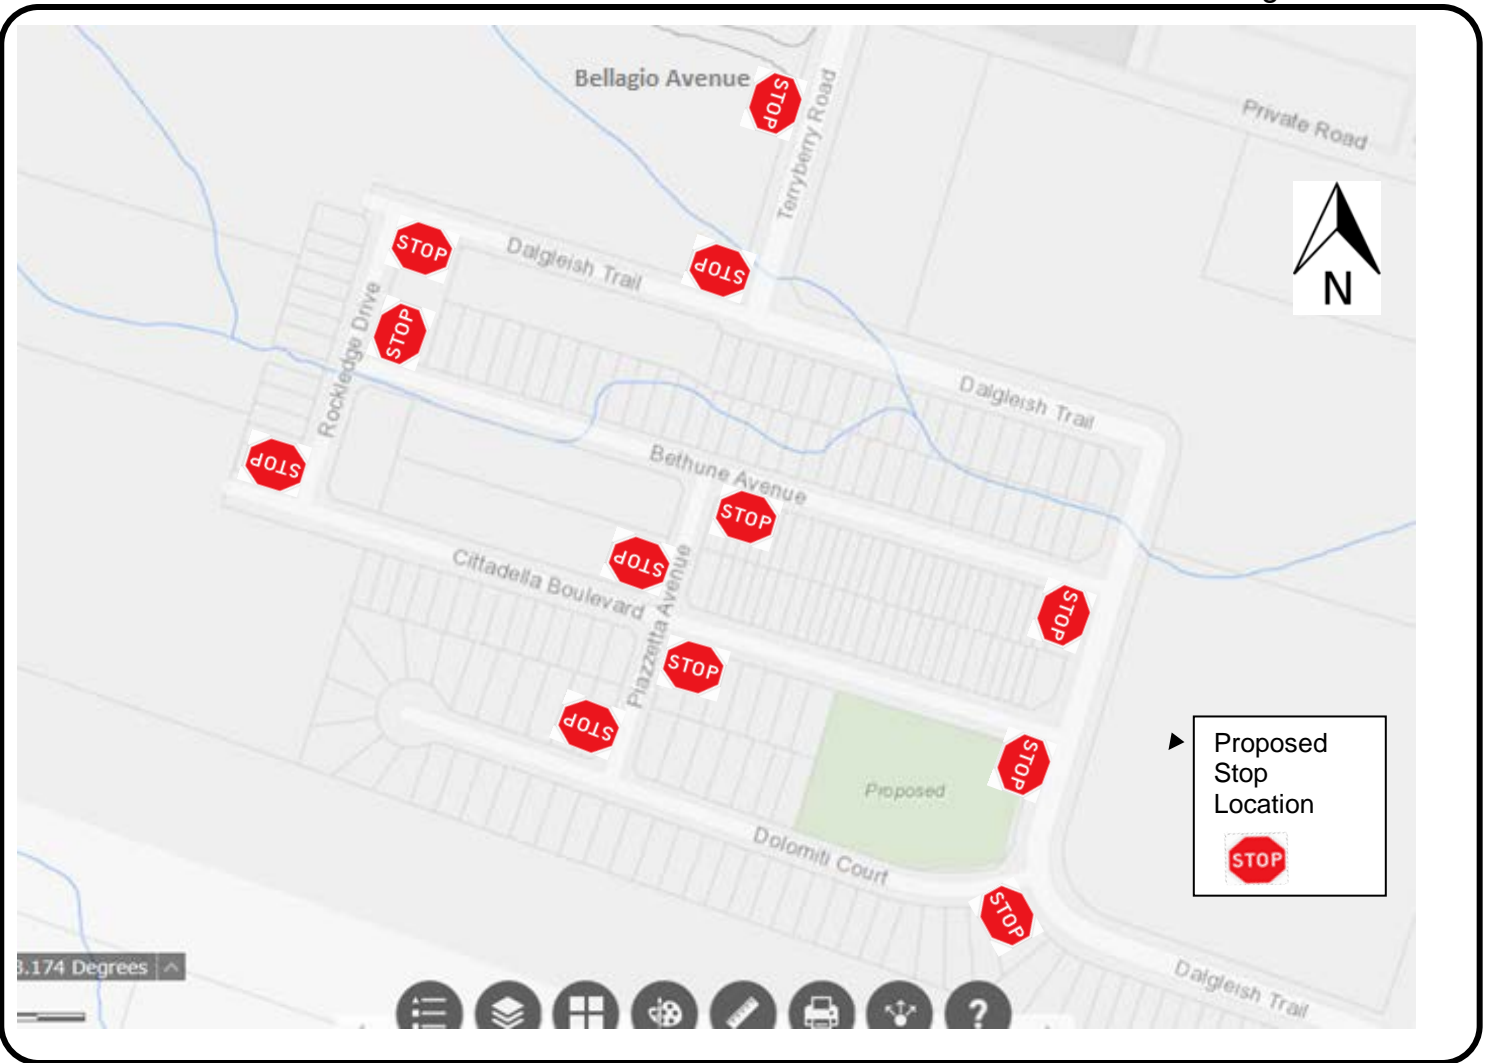 Bellagio Avenue
STOP
Terryberry Road
Private Road
STOP
Dalgleish Trail
STOP
N
STOP
Rockledge Drive
Dalgleish Trail
STOP
Bethune Avenue
STOP
STOP
Cittadella Boulevard
Piazzetta Avenue
STOP
STOP
STOP
STOP
Proposed
Dolomiti Court
STOP
Proposed
Stop
Location
STOP
Dalgleish Trail
3.174 Degrees
?